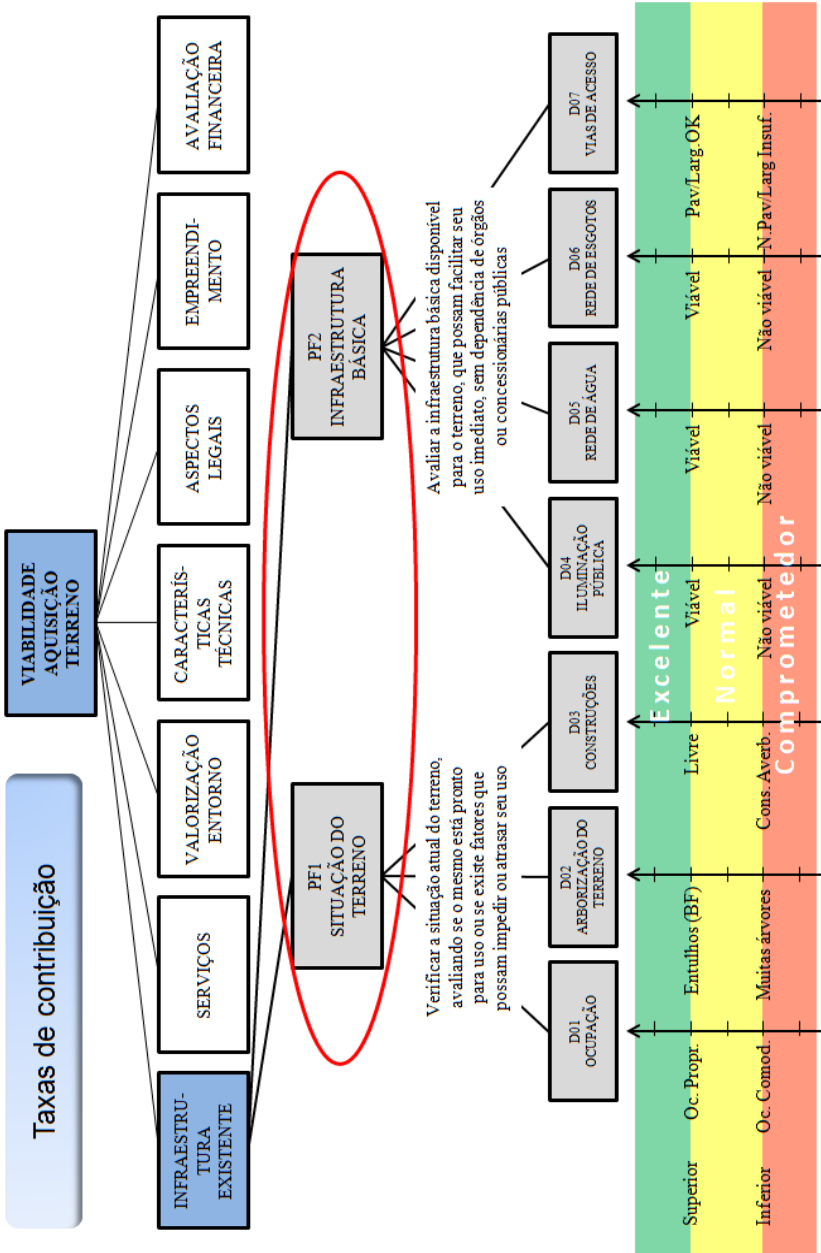 Taxas de contribuição
VIABILIDADE
AQUISIÇÃO
TERRENO
INFRAESTRU-
TURA
EXISTENTE
SERVIÇOS
VALORIZAÇÃO
ENTORNO
CARACTERÍS-
TICAS
TÉCNICAS
ASPECTOS
LEGAIS
EMPREENDI-
MENTO
AVALIAÇÃO
FINANCEIRA
PF1
SITUAÇÃO DO
TERRENO
PF2
INFRAESTRUTURA
BÁSICA
Verificar a situação atual do terreno,
avaliando se o mesmo está pronto
para uso ou se existe fatores que
possam impedir ou atrasar seu uso
Avaliar a infraestrutura básica disponível
para o terreno, que possam facilitar seu
uso imediato, sem dependência de órgãos
ou concessionárias públicas
D01
OCUPAÇÃO
D02
ARBORIZAÇÃO DO
TERRENO
D03
CONSTRUÇÕES
D04
ILUMINAÇÃO
PÚBLICA
D05
REDE DE ÁGUA
D06
REDE DE ESGOTOS
D07
VIAS DE ACESSO
Excelente
Superior
Oc. Propr.
Entulhos (BF)
Livre
Viável
Viável
Viável
Pav/Larg.OK
Normal
Inferior
Oc. Comod.
Muitas árvores
Cons. Averb.
Não viável
Não viável
Não viável
N.Pav/Larg Insuf.
Comprometedor